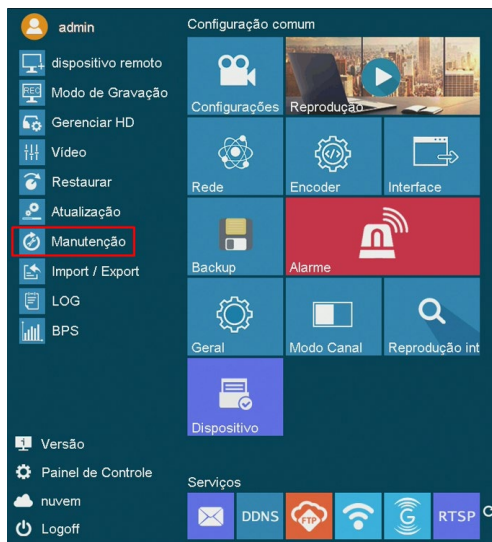 admin
dispositivo remoto
REC
Modo de Gravação
Gerenciar HD
Vídeo
Restaurar
Atualização
Manutenção
Import / Export
LOG
BPS
1
Versão
Painel de Controle
nuvem
Logoff
Configuração comum
Configurações
Reprodução
Rede
Encoder
Interface
Backup
Alarme
Geral
Modo Canal
Reprodução int
Dispositivo
Serviços
DDNS
FTP
G
RTSP